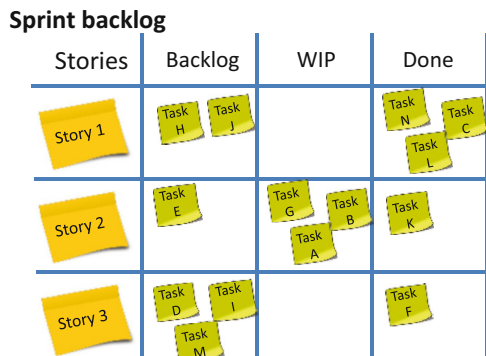 Sprint backlog
Stories Backlog WIP Done
Story 1
Task
H
Task
J
Task
N
Task
C
Task
L
Story 2
Task
E
Task
G
Task
B
Task
A
Task
K
Story 3
Task
D
Task
I
Task
M
Task
F